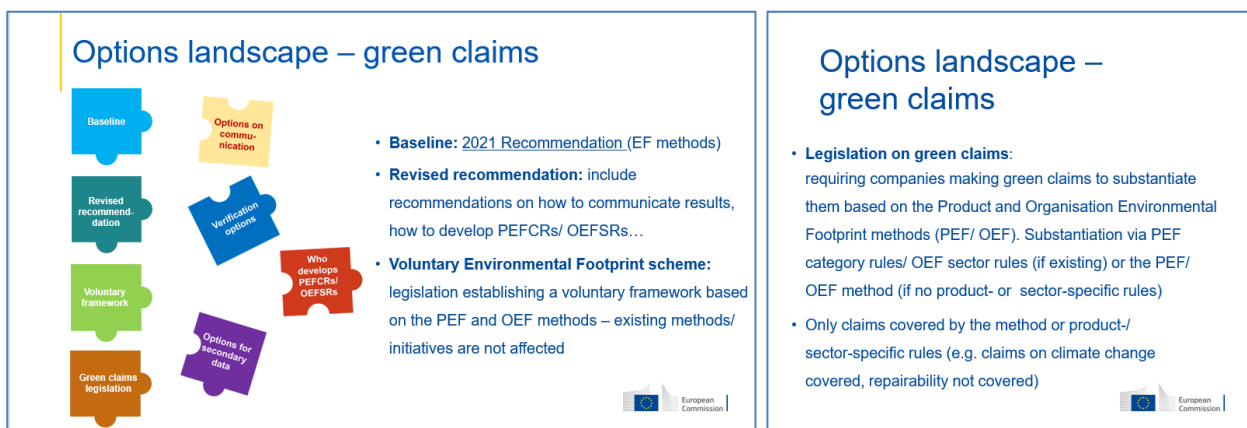 Options landscape – green claims
Baseline
Options on
commu-
nication
Revised
recommend-
dation
Verification
options
Who
develops
PEFCRs/
OEFSRs
Voluntary
framework
Options for
secondary
data
Green claims
legislation
• Baseline: 2021 Recommendation (EF methods)
• Revised recommendation: include
recommendations on how to communicate results,
how to develop PEFCRs/ OEFSRs…
• Voluntary Environmental Footprint scheme:
legislation establishing a voluntary framework based
on the PEF and OEF methods – existing methods/
initiatives are not affected
European
Commission
Options landscape –
green claims
• Legislation on green claims:
requiring companies making green claims to substantiate
them based on the Product and Organisation Environmental
Footprint methods (PEF/ OEF). Substantiation via PEF
category rules/ OEF sector rules (if existing) or the PEF/
OEF method (if no product- or sector-specific rules)
• Only claims covered by the method or product-/
sector-specific rules (e.g. claims on climate change
covered, repairability not covered)
European
Commission